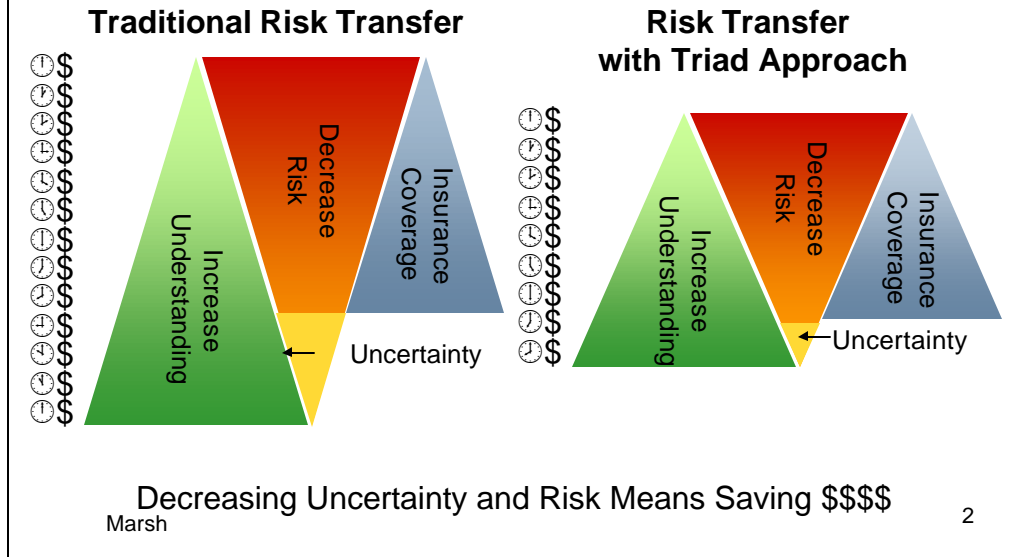 Traditional Risk Transfer
Risk Transfer
with Triad Approach
$
$
$
$
$
$
$
$
$
$
$
$
$
Increase
Understanding
Decrease
Risk
Insurance
Coverage
Uncertainty
$
$
$
$
$
$
$
$
$
Increase
Understanding
Decrease
Risk
Insurance
Coverage
Uncertainty
Decreasing Uncertainty and Risk Means Saving $$$$
Marsh
2